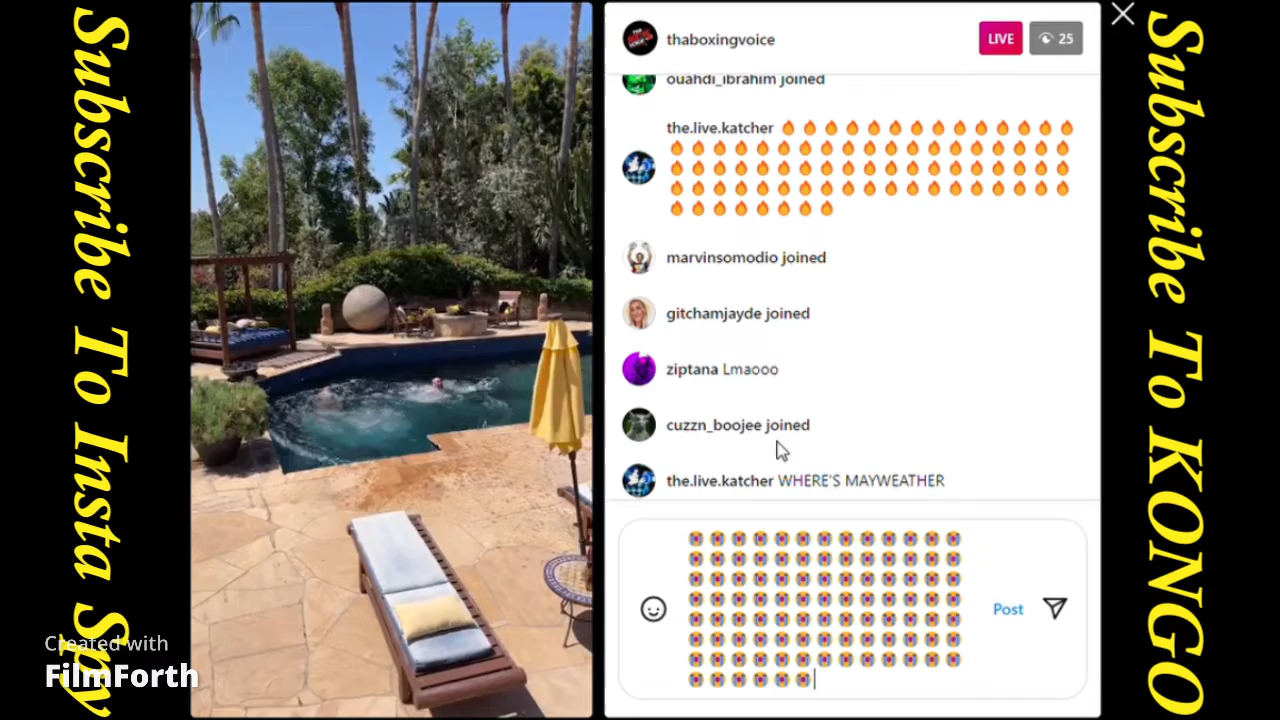 Subscribe To Insta Spy
thaboxingvoice
LIVE
25
ouahdi_ibrahim joined
the.live.katcher 🔥🔥🔥🔥🔥🔥🔥🔥🔥🔥🔥🔥🔥🔥
🔥🔥🔥🔥🔥🔥🔥🔥🔥🔥🔥🔥🔥🔥🔥🔥🔥🔥🔥
🔥🔥🔥🔥🔥🔥🔥🔥🔥🔥🔥🔥🔥🔥🔥🔥🔥🔥🔥
🔥🔥🔥🔥🔥🔥🔥🔥🔥🔥🔥🔥🔥🔥🔥🔥🔥🔥🔥
🔥🔥🔥🔥🔥🔥🔥🔥
marvinsomodio joined
gitchamjayde joined
ziptana Lmaooo
cuzzn_boojee joined
the.live.katcher WHERE'S MAYWEATHER
Post
Subscribe To KONGO
Created with
FilmForth